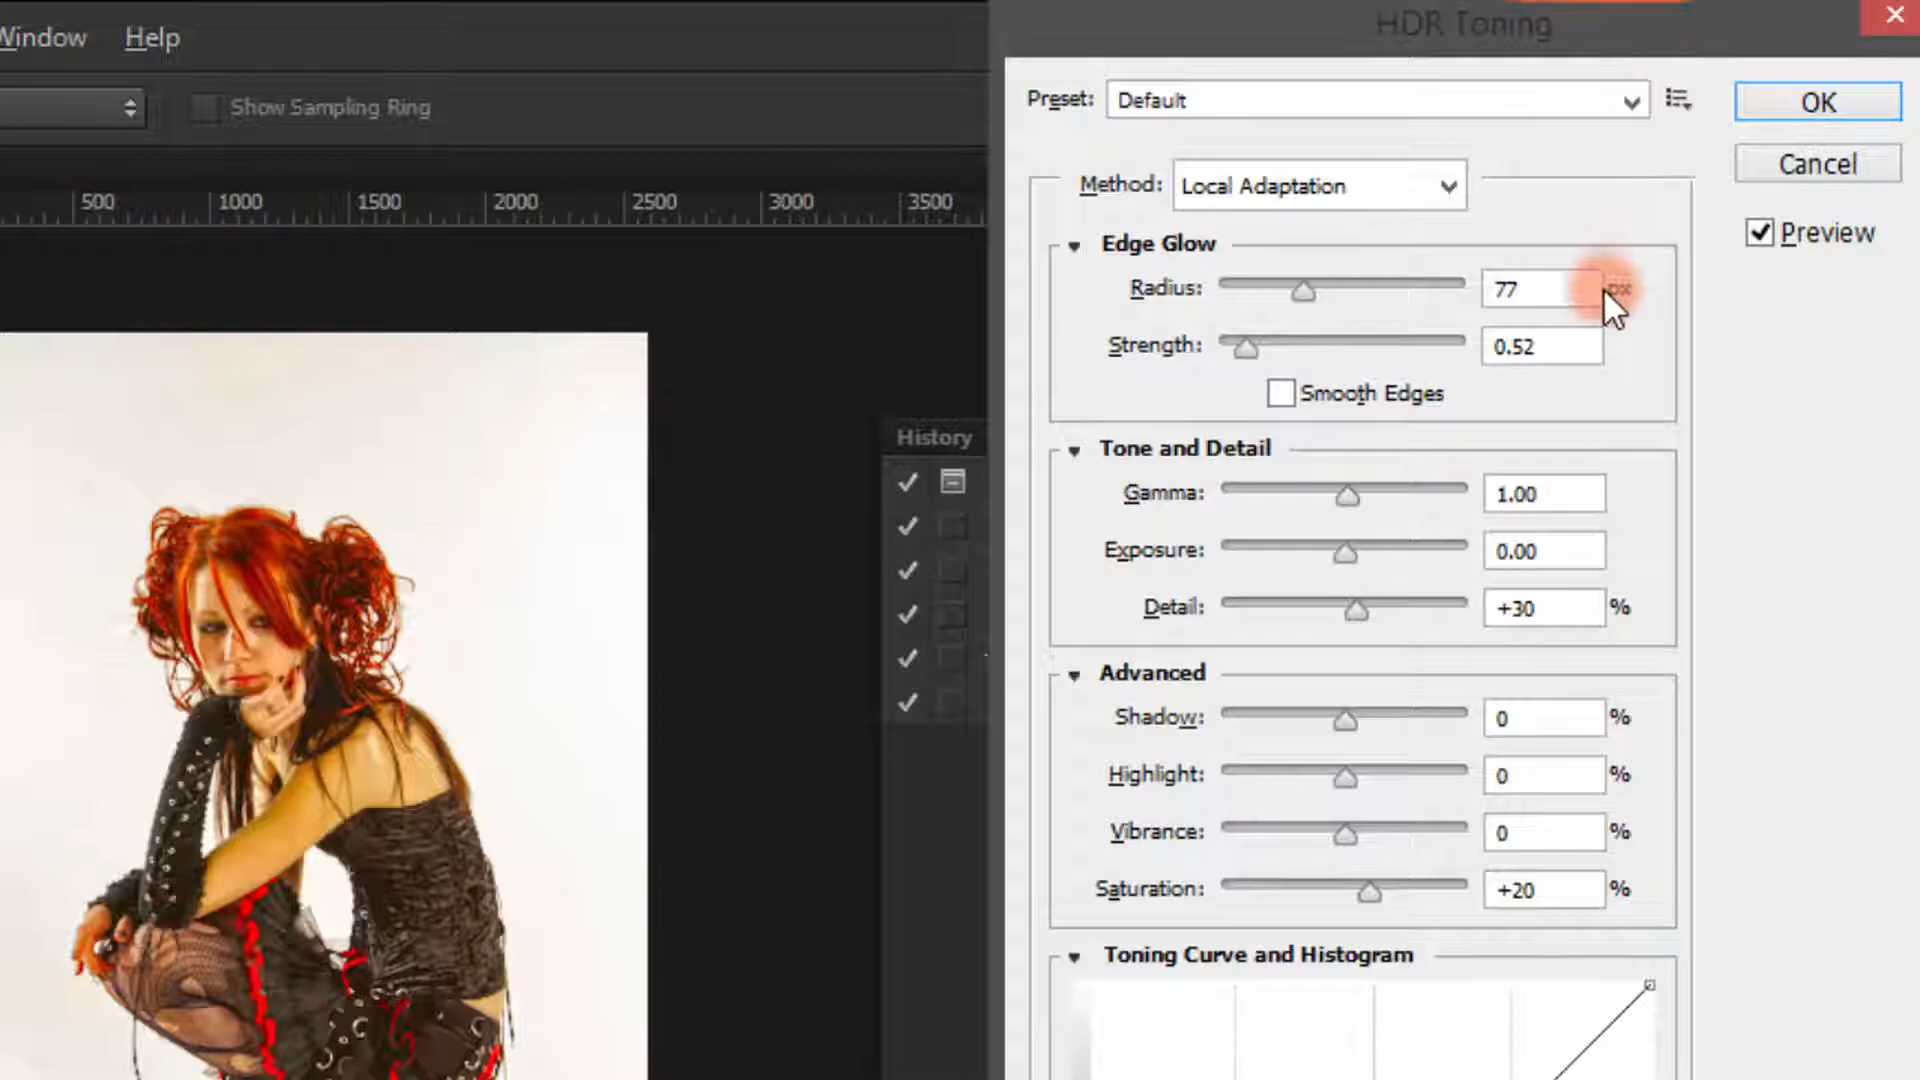 Window Help
HDR Toning
Preset: Default
OK
Show Sampling Ring
Cancel
Method: Local Adaptation
500 1000 1500 2000 2500 3000 3500
Preview
Edge Glow
Radius: 77 px
Strength: 0.52
Smooth Edges
History
Tone and Detail
Gamma: 1.00
Exposure: 0.00
Detail: +30 %
Advanced
Shadow: 0 %
Highlight: 0 %
Vibrance: 0 %
Saturation: +20 %
Toning Curve and Histogram